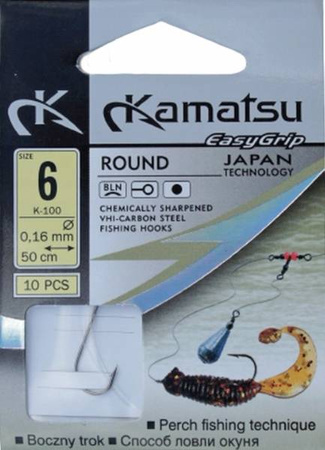 K
Kamatsu
EasyGrip
SIZE
6
K-100
Ø
0,16 mm
50 cm
10 PCS
ROUND
JAPAN
TECHNOLOGY
BLN
CHEMICALLY SHARPENED
VHI-CARBON STEEL
FISHING HOOKS
Perch fishing technique
Boczny trok
Способ ловли окуня